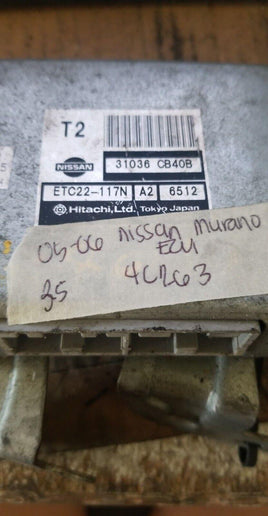 T2
NISSAN 31036 CB40B
ETC22-117N A2 6512
Hitachi, Ltd. Tokyo Japan
05-06 nissan murano
ECU
35 4C263